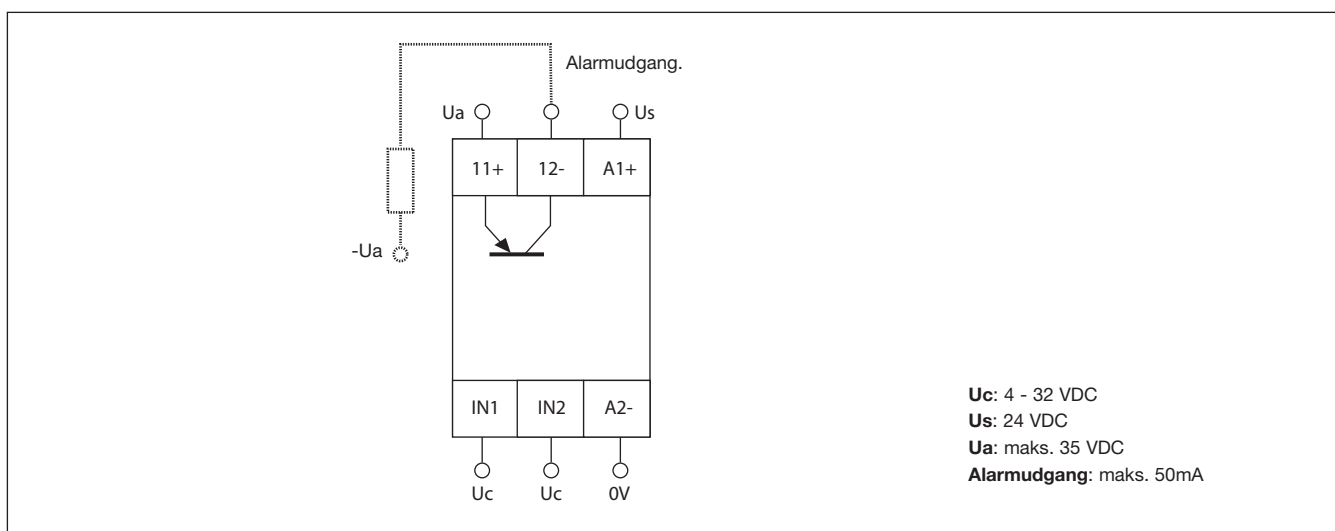 Alarmudgang.
Ua
Us
11+ 12- A1+
-Ua
IN1 IN2 A2-
Uc Uc 0V
Uc: 4 - 32 VDC
Us: 24 VDC
Ua: maks. 35 VDC
Alarmudgang: maks. 50mA